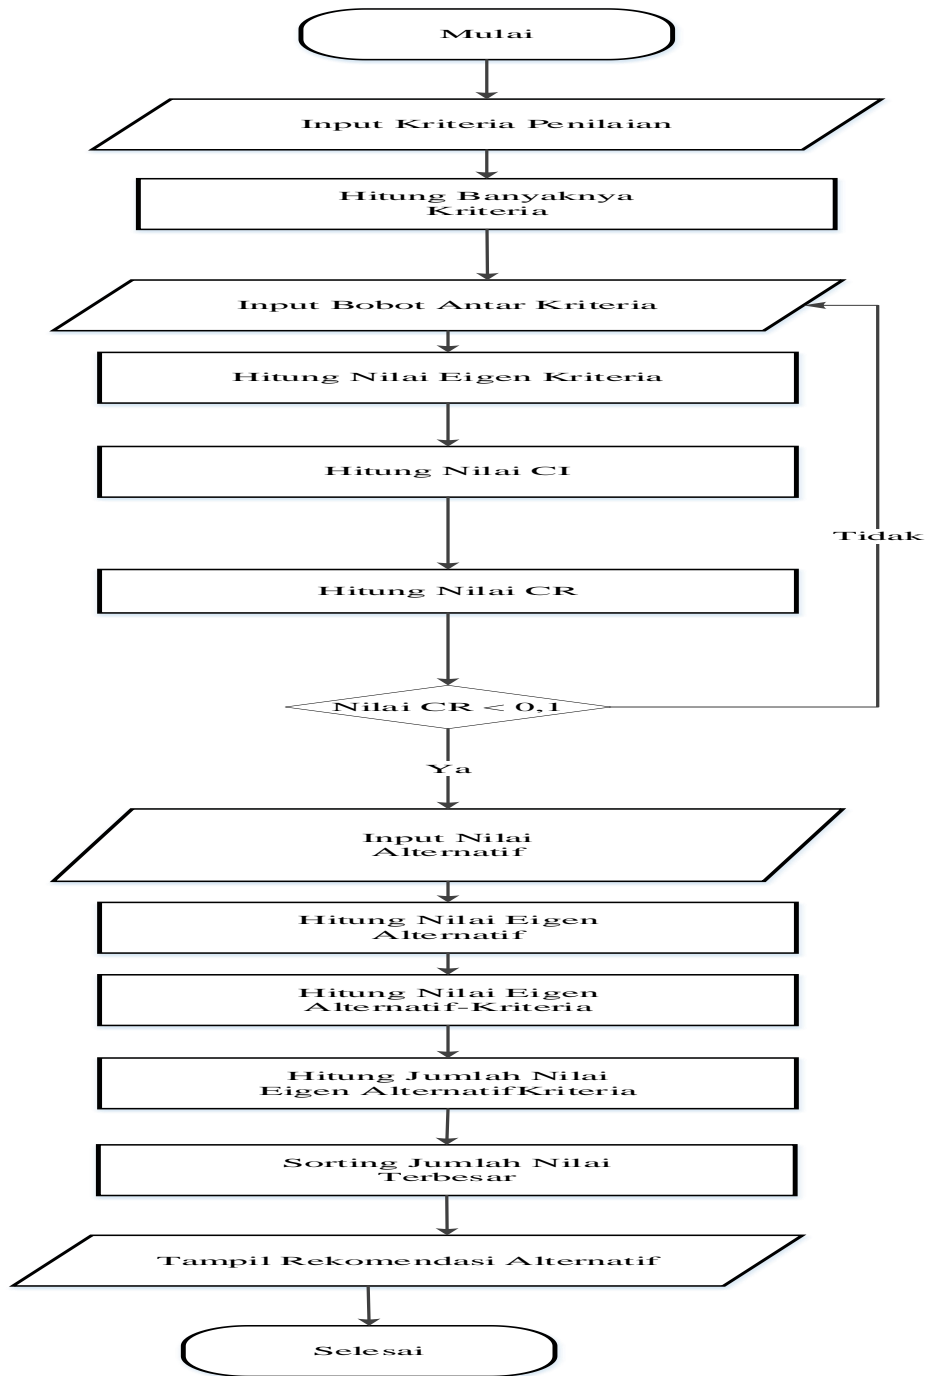 Mulai
Input Kriteria Penilaian
Hitung Banyaknya
Kriteria
Input Bobot Antar Kriteria
Hitung Nilai Eigen Kriteria
Hitung Nilai CI
Tidak
Hitung Nilai CR
Nilai CR < 0,1
Ya
Input Nilai
Alternatif
Hitung Nilai Eigen
Alternatif
Hitung Nilai Eigen
Alternatif-Kriteria
Hitung Jumlah Nilai
Eigen AlternatifKriteria
Sorting Jumlah Nilai
Terbesar
Tampil Rekomendasi Alternatif
Selesai